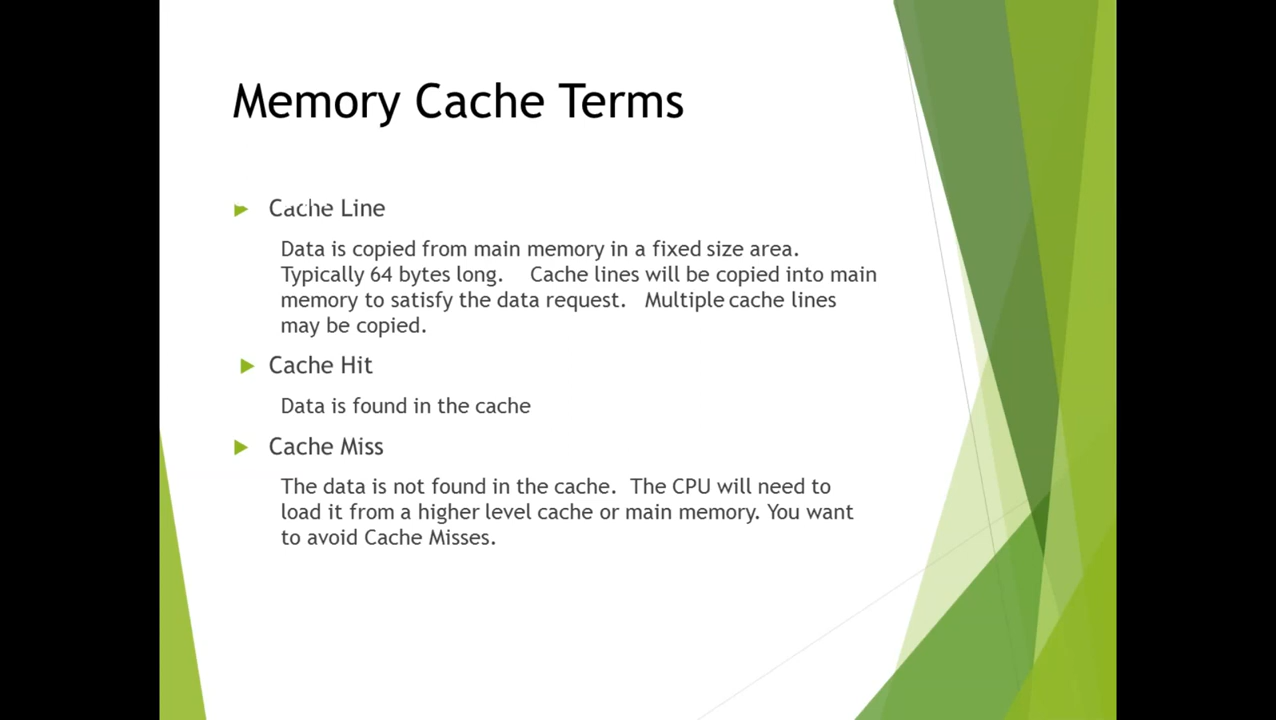 Memory Cache Terms
Cache Line
Data is copied from main memory in a fixed size area.
Typically 64 bytes long. Cache lines will be copied into main
memory to satisfy the data request. Multiple cache lines
may be copied.
Cache Hit
Data is found in the cache
Cache Miss
The data is not found in the cache. The CPU will need to
load it from a higher level cache or main memory. You want
to avoid Cache Misses.